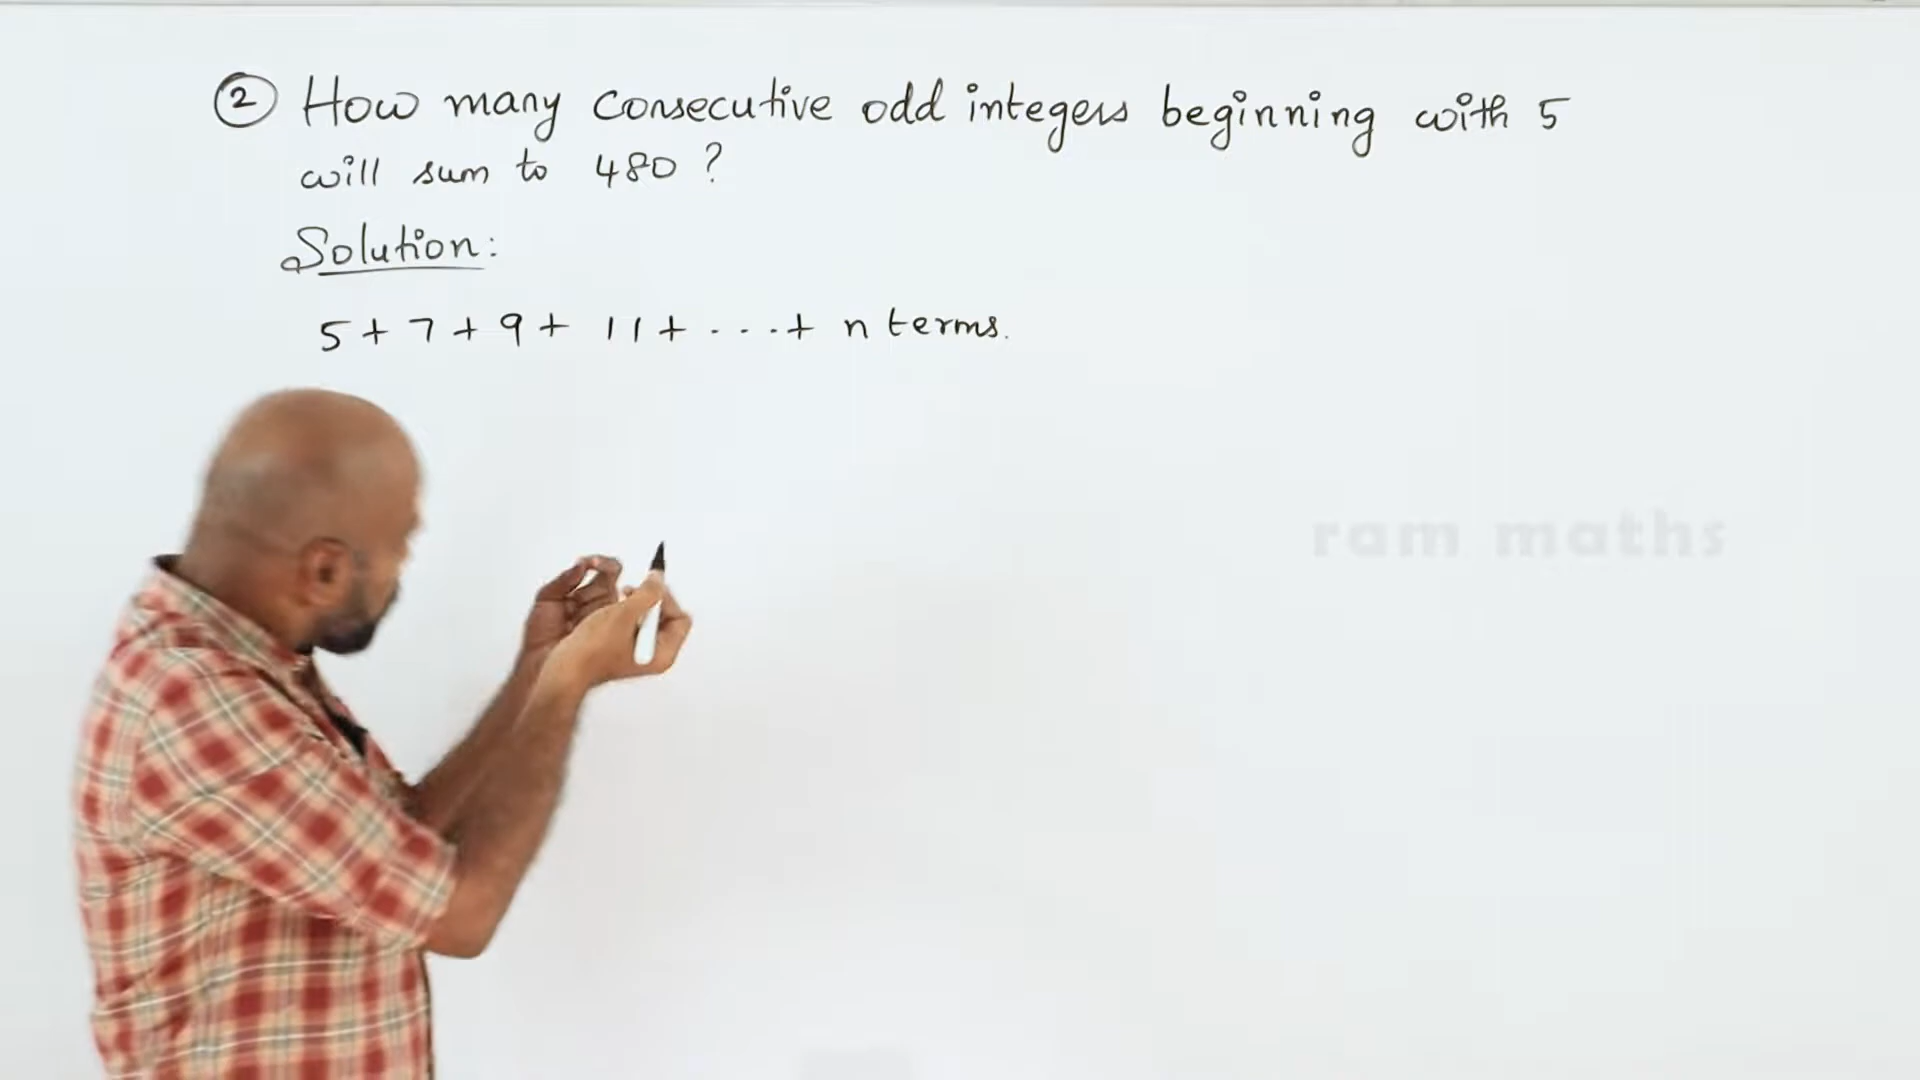 ② How many consecutive odd integers beginning with 5
will sum to 480 ?
Solution:
5 + 7 + 9 + 11 + . . . + n terms.
ram maths